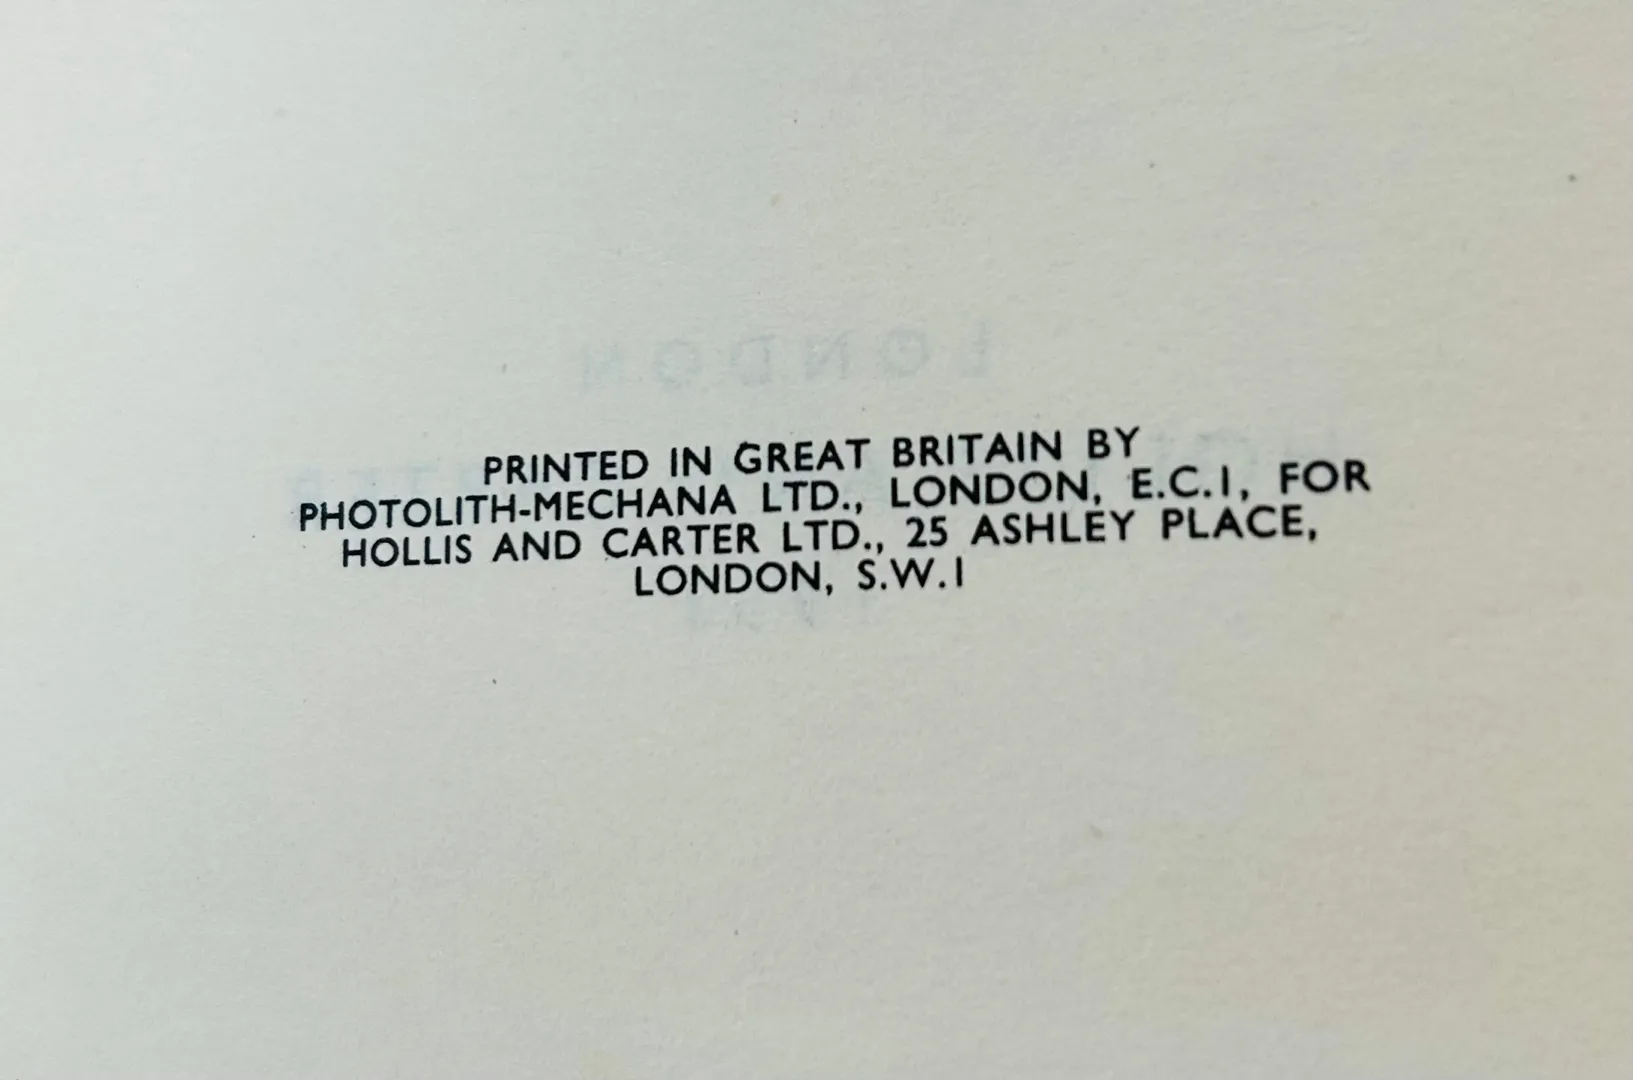 PRINTED IN GREAT BRITAIN BY
PHOTOLITH-MECHANA LTD., LONDON, E.C.1, FOR
HOLLIS AND CARTER LTD., 25 ASHLEY PLACE,
LONDON, S.W.1
LONDON